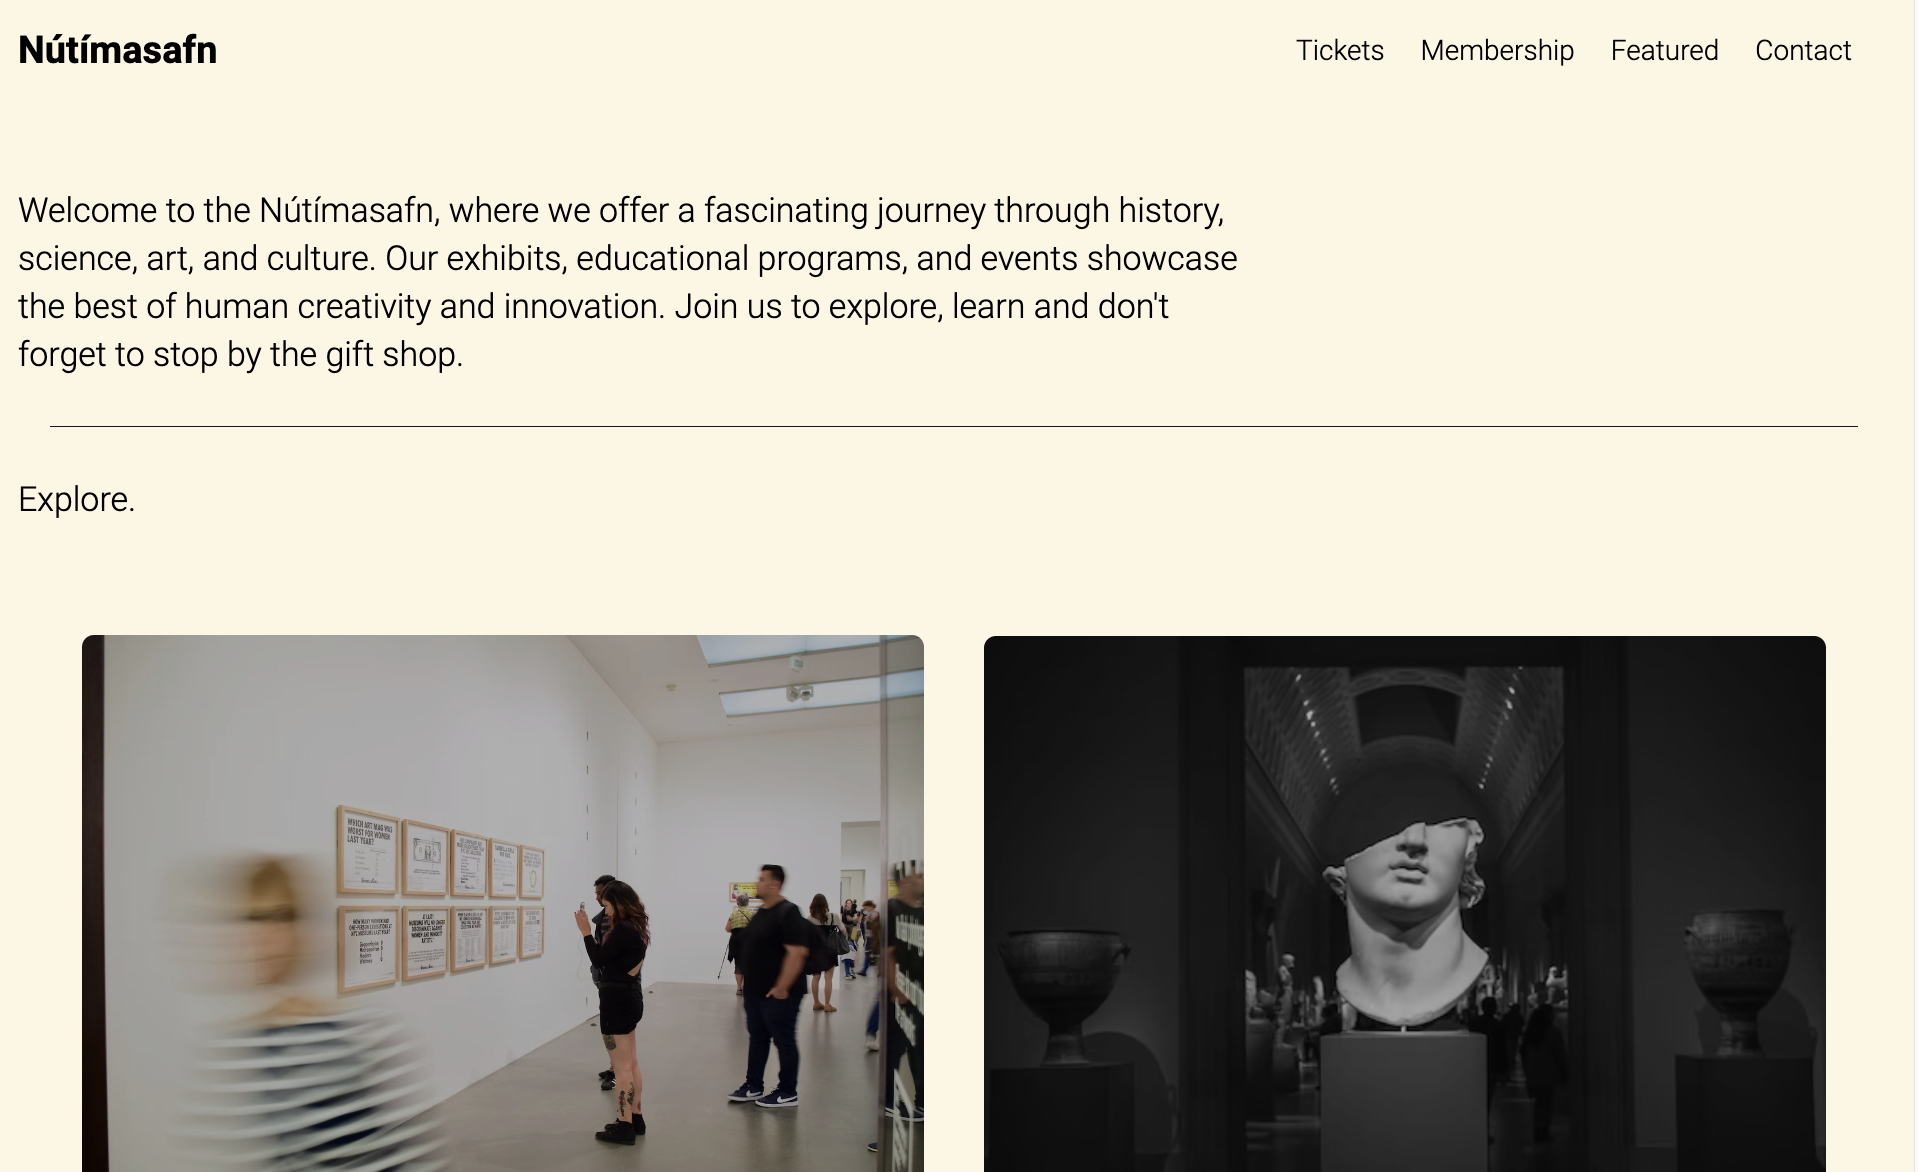 Nútímasafn
Tickets Membership Featured Contact
Welcome to the Nútímasafn, where we offer a fascinating journey through history,
science, art, and culture. Our exhibits, educational programs, and events showcase
the best of human creativity and innovation. Join us to explore, learn and don't
forget to stop by the gift shop.
Explore.
WHICH ART MAG WAS
WORST FOR WOMEN
LAST YEAR?